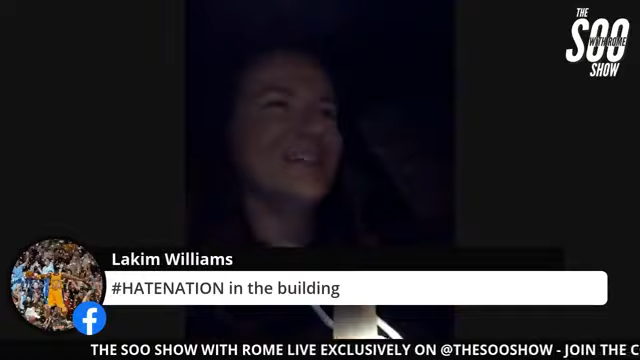 THE
SOO
WITH ROME
SHOW
Lakim Williams
#HATENATION in the building
THE SOO SHOW WITH ROME LIVE EXCLUSIVELY ON @THESOOSHOW - JOIN THE C